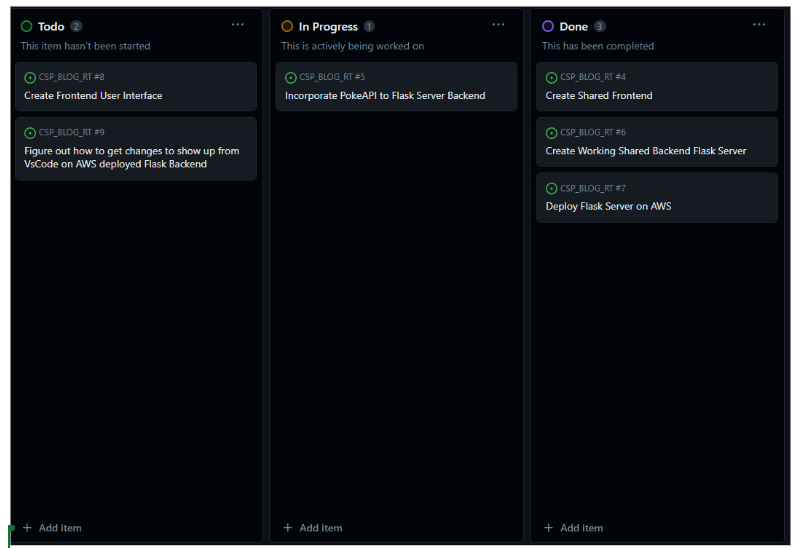 Todo 2 ...
This item hasn't been started
CSP_BLOG_RT #8
Create Frontend User Interface
CSP_BLOG_RT #9
Figure out how to get changes to show up from
VsCode on AWS deployed Flask Backend
+ Add item
In Progress 1 ...
This is actively being worked on
CSP_BLOG_RT #5
Incorporate PokeAPI to Flask Server Backend
+ Add item
Done 3 ...
This has been completed
CSP_BLOG_RT #4
Create Shared Frontend
CSP_BLOG_RT #6
Create Working Shared Backend Flask Server
CSP_BLOG_RT #7
Deploy Flask Server on AWS
+ Add item